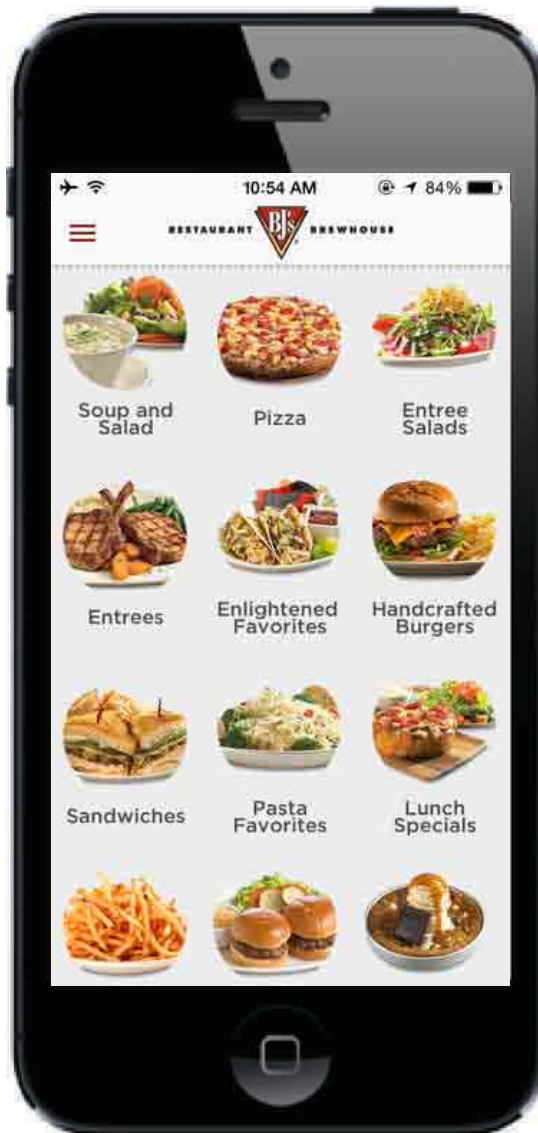 10:54 AM 84%
RESTAURANT BJ's BREWHOUSE
Soup and
Salad
Pizza
Entree
Salads
Entrees
Enlightened
Favorites
Handcrafted
Burgers
Sandwiches
Pasta
Favorites
Lunch
Specials